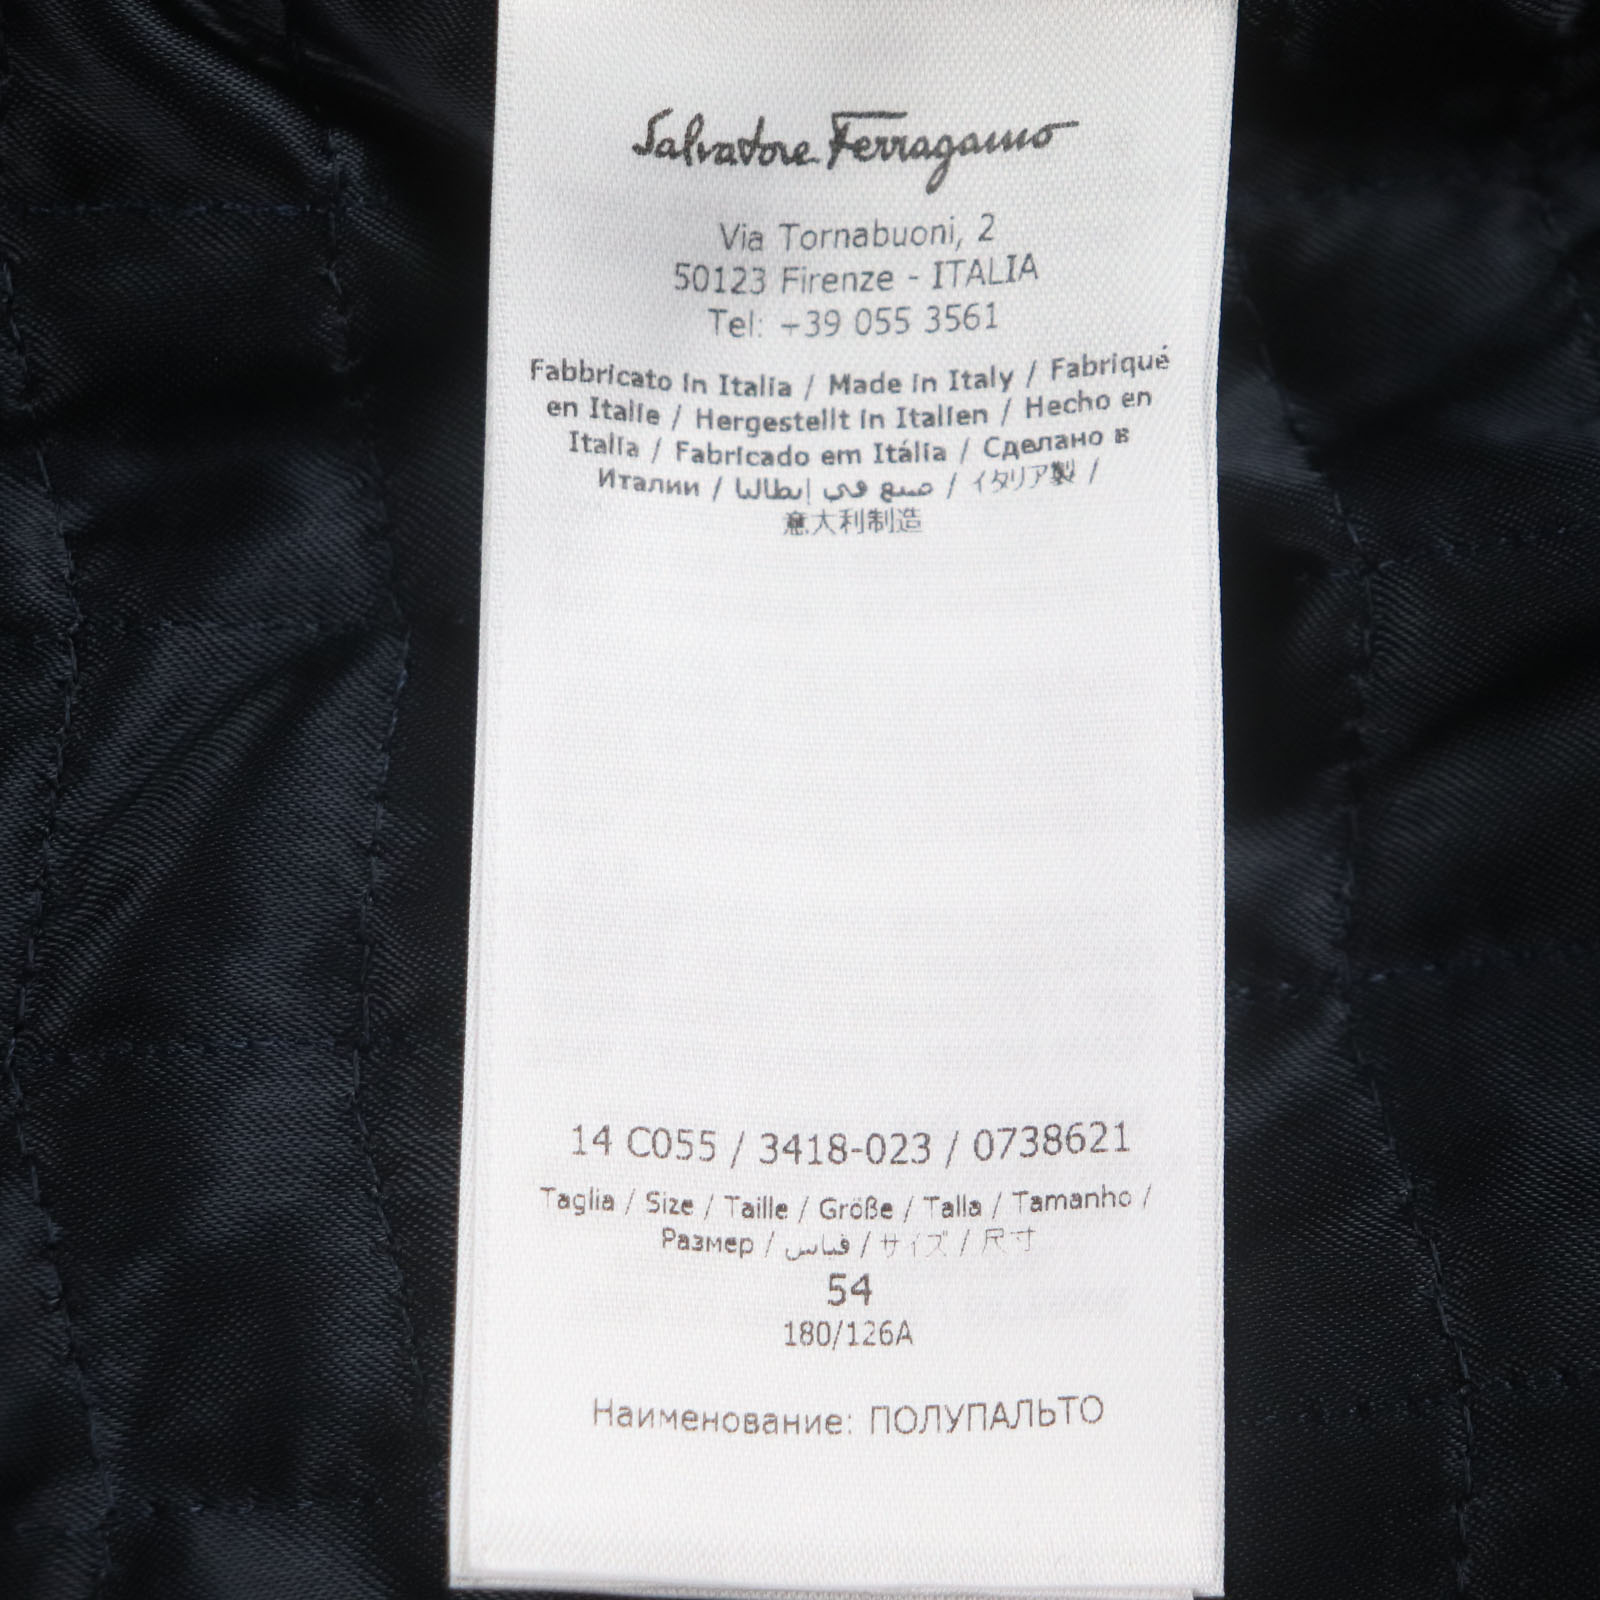 Salvatore Ferragamo
Via Tornabuoni, 2
50123 Firenze - ITALIA
Tel: +39 055 3561
Fabbricato in Italia / Made in Italy / Fabriqué
en Italie / Hergestellt in Italien / Hecho en
Italia / Fabricado em Itália / Сделано в
Италии / صنع في إيطاليا / イタリア製 /
意大利制造
14 C055 / 3418-023 / 0738621
Taglia / Size / Taille / Größe / Talla / Tamanho /
Размер / قياس / サイズ / 尺寸
54
180/126A
Наименование: ПОЛУПАЛЬТО